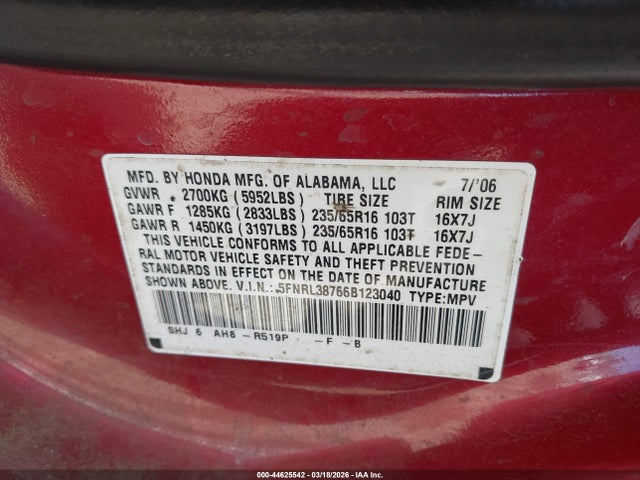 MFD. BY HONDA MFG. OF ALABAMA, LLC 7/'06
GVWR 2700KG (5952LBS) TIRE SIZE RIM SIZE
GAWR F 1285KG (2833LBS) 235/65R16 103T 16X7J
GAWR R 1450KG (3197LBS) 235/65R16 103T 16X7J
THIS VEHICLE CONFORMS TO ALL APPLICABLE FEDE-
RAL MOTOR VEHICLE SAFETY AND THEFT PREVENTION
STANDARDS IN EFFECT ON THE DATE OF MANUFACTURE
SHOWN ABOVE. V.I.N.: 5FNRL38766B123040 TYPE:MPV
SHJ 6 AH8 -R519P -F -B
000-44625542 | 03/18/2026 | IAA Inc.